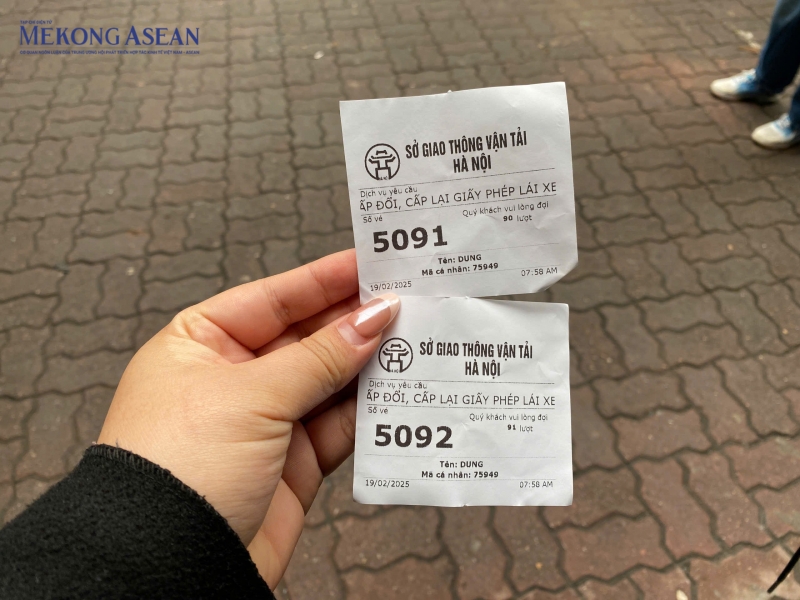 MEKONG ASEAN
SỞ GIAO THÔNG VẬN TẢI
HÀ NỘI
Dịch vụ yêu cầu
ẤP ĐỔI, CẤP LẠI GIẤY PHÉP LÁI XE
Số vé
Quý khách vui lòng đợi
90 lượt
5091
Tên: DUNG
Mã cá nhân: 75949
19/02/2025
07:58 AM
SỞ GIAO THÔNG VẬN TẢI
HÀ NỘI
Dịch vụ yêu cầu
ẤP ĐỔI, CẤP LẠI GIẤY PHÉP LÁI XE
Số vé
Quý khách vui lòng đợi
91 lượt
5092
Tên: DUNG
Mã cá nhân: 75949
19/02/2025
07:58 AM